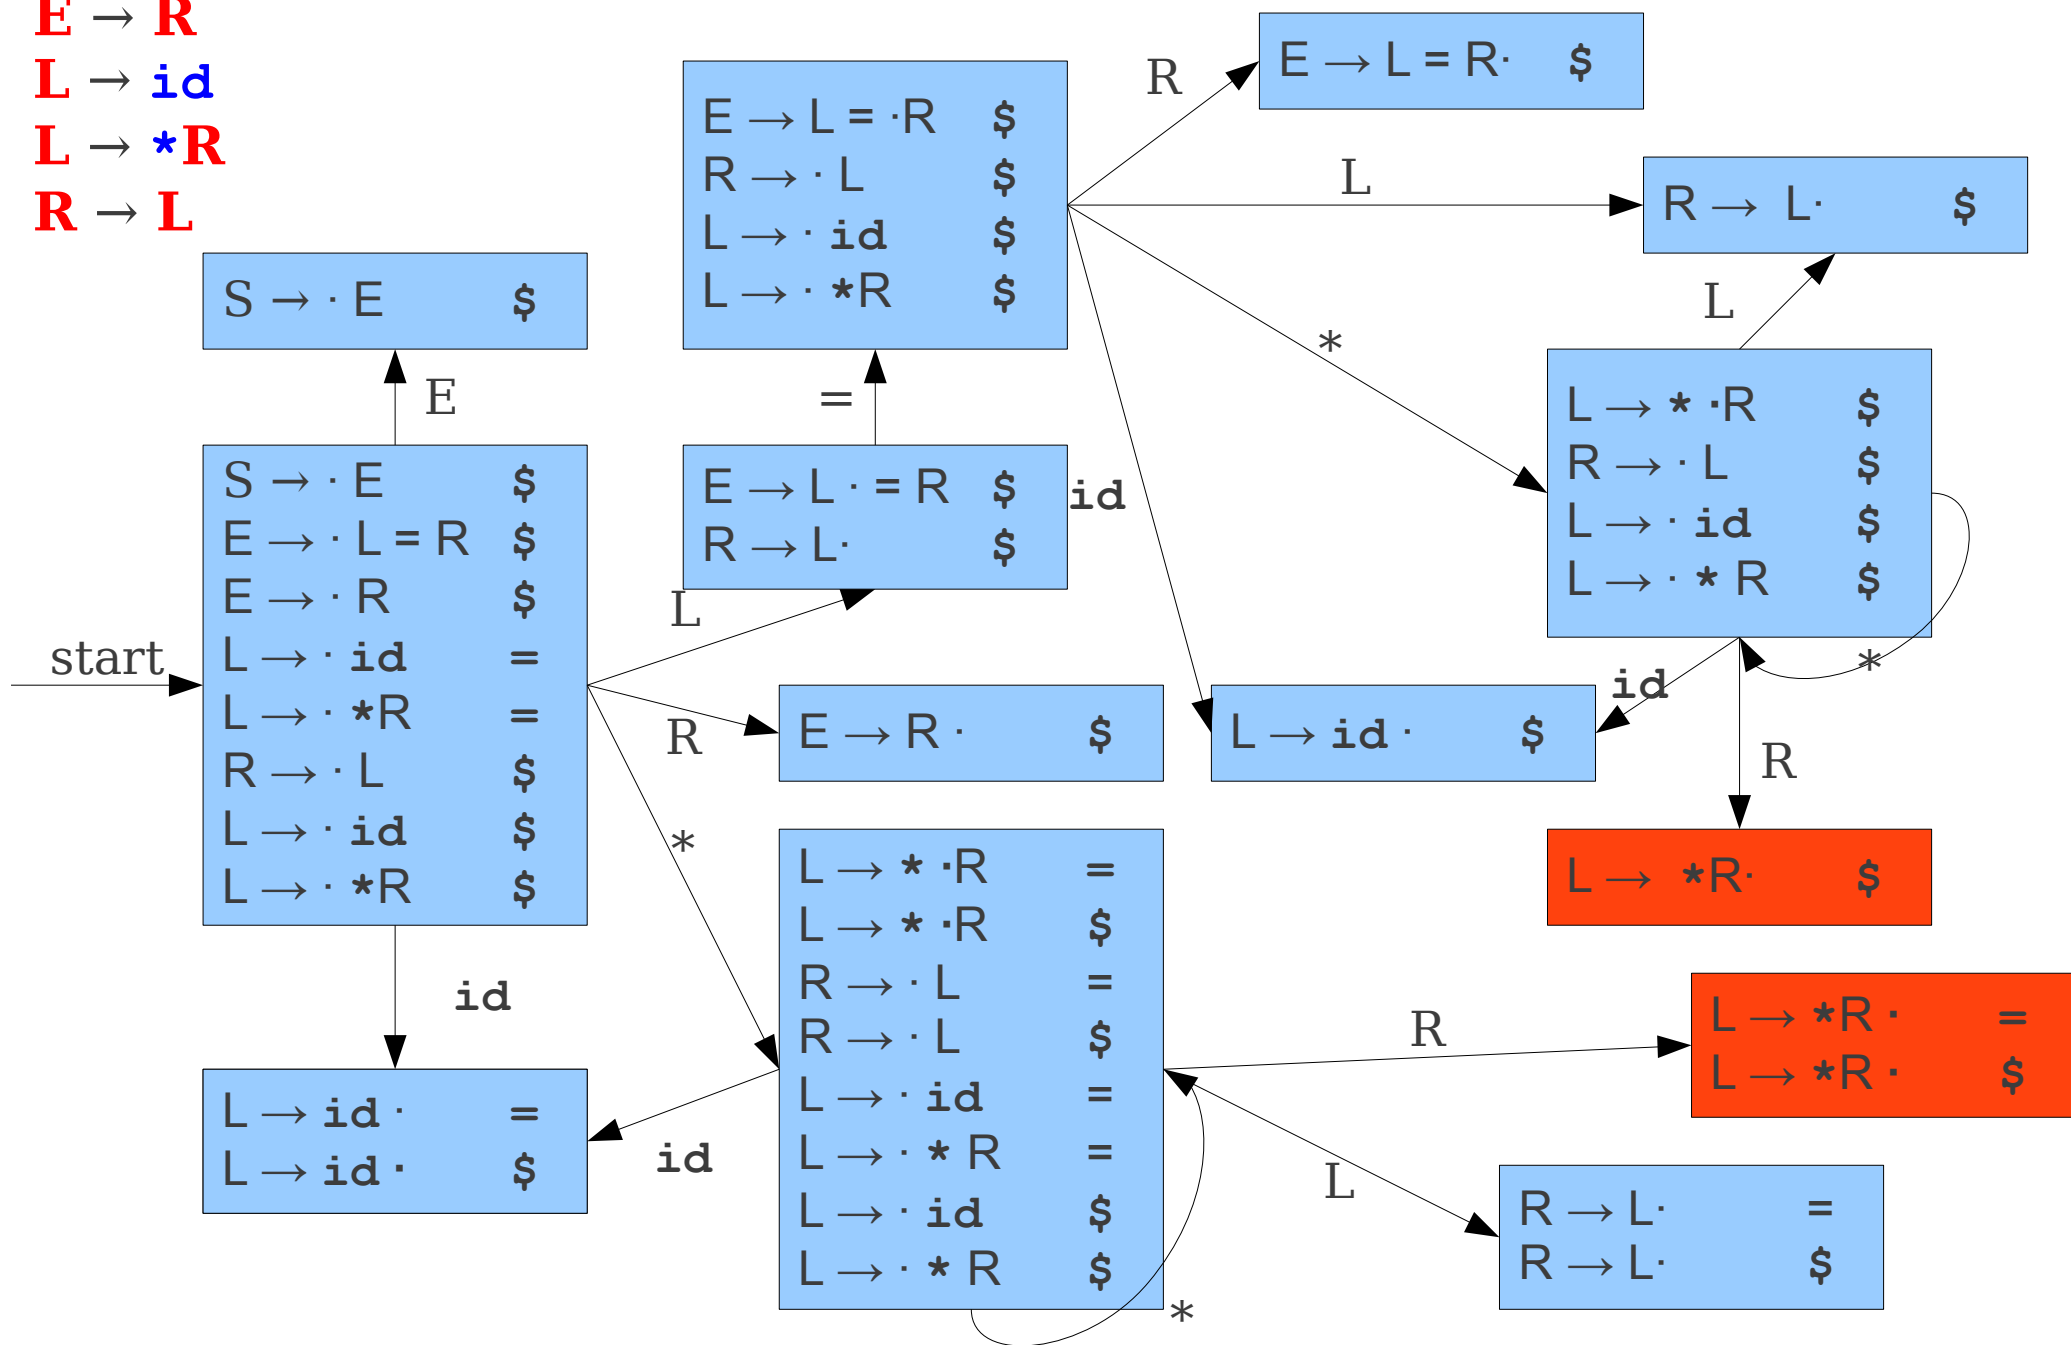 E → R
L → id
L → *R
R → L
S → · E $
E
S → · E $
E → · L = R $
E → · R $
L → · id =
L → · *R =
R → · L $
L → · id $
L → · *R $
start
id
L → id · =
L → id · $
E → L = ·R $
R → · L $
L → · id $
L → · *R $
=
E → L · = R $
R → L· $
L
R
E → R · $
*
L → * ·R =
L → * ·R $
R → · L =
R → · L $
L → · id =
L → · * R =
L → · id $
L → · * R $
id
*
R
E → L = R· $
L
R → L· $
L
*
id
L → * ·R $
R → · L $
L → · id $
L → · * R $
*
id
L → id · $
R
L → *R· $
R
L → *R · =
L → *R · $
L
R → L· =
R → L· $